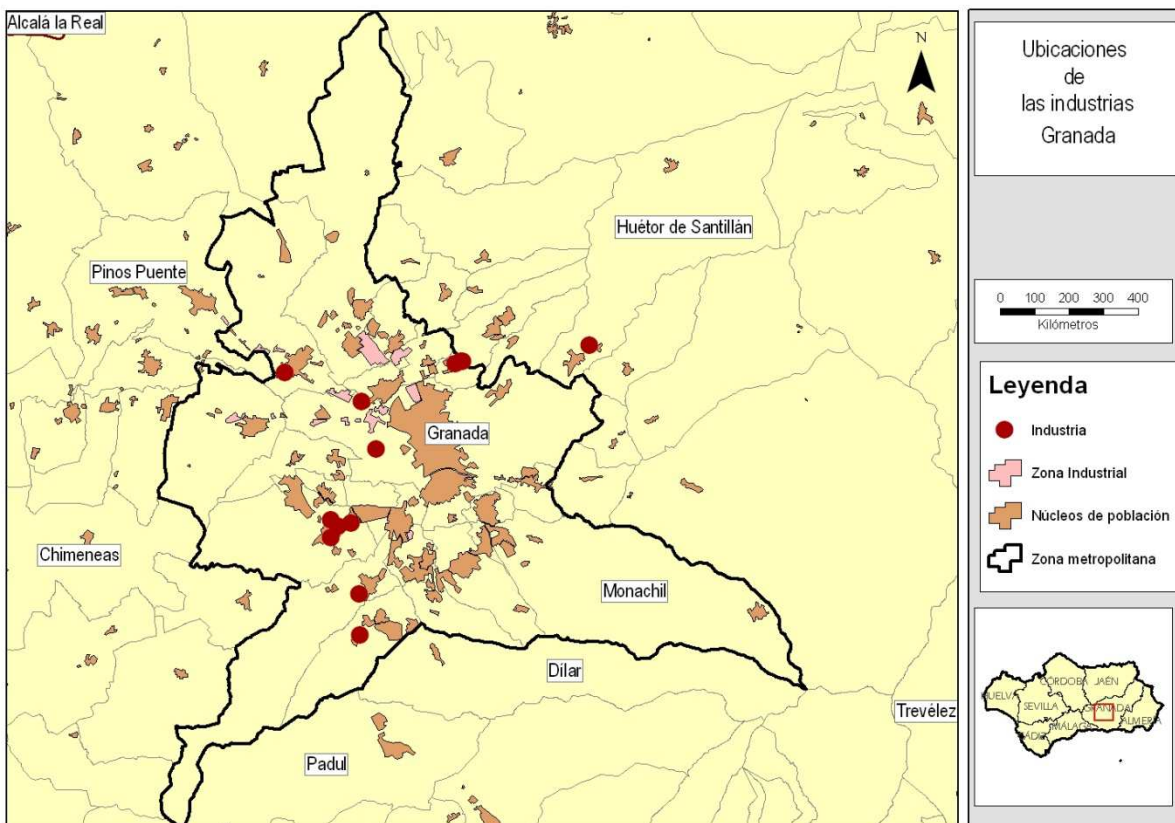 Alcalá la Real
N
Huétor de Santillán
Pinos Puente
Granada
Chimeneas
Monachil
Dílar
Trevélez
Padul
Ubicaciones
de
las industrias
Granada
0 100 200 300 400
Kilómetros
Leyenda
Industria
Zona Industrial
Núcleos de población
Zona metropolitana
CÓRDOBA
JAÉN
HUELVA
SEVILLA
GRANADA
MÁLAGA
ALMERÍA
CÁDIZ